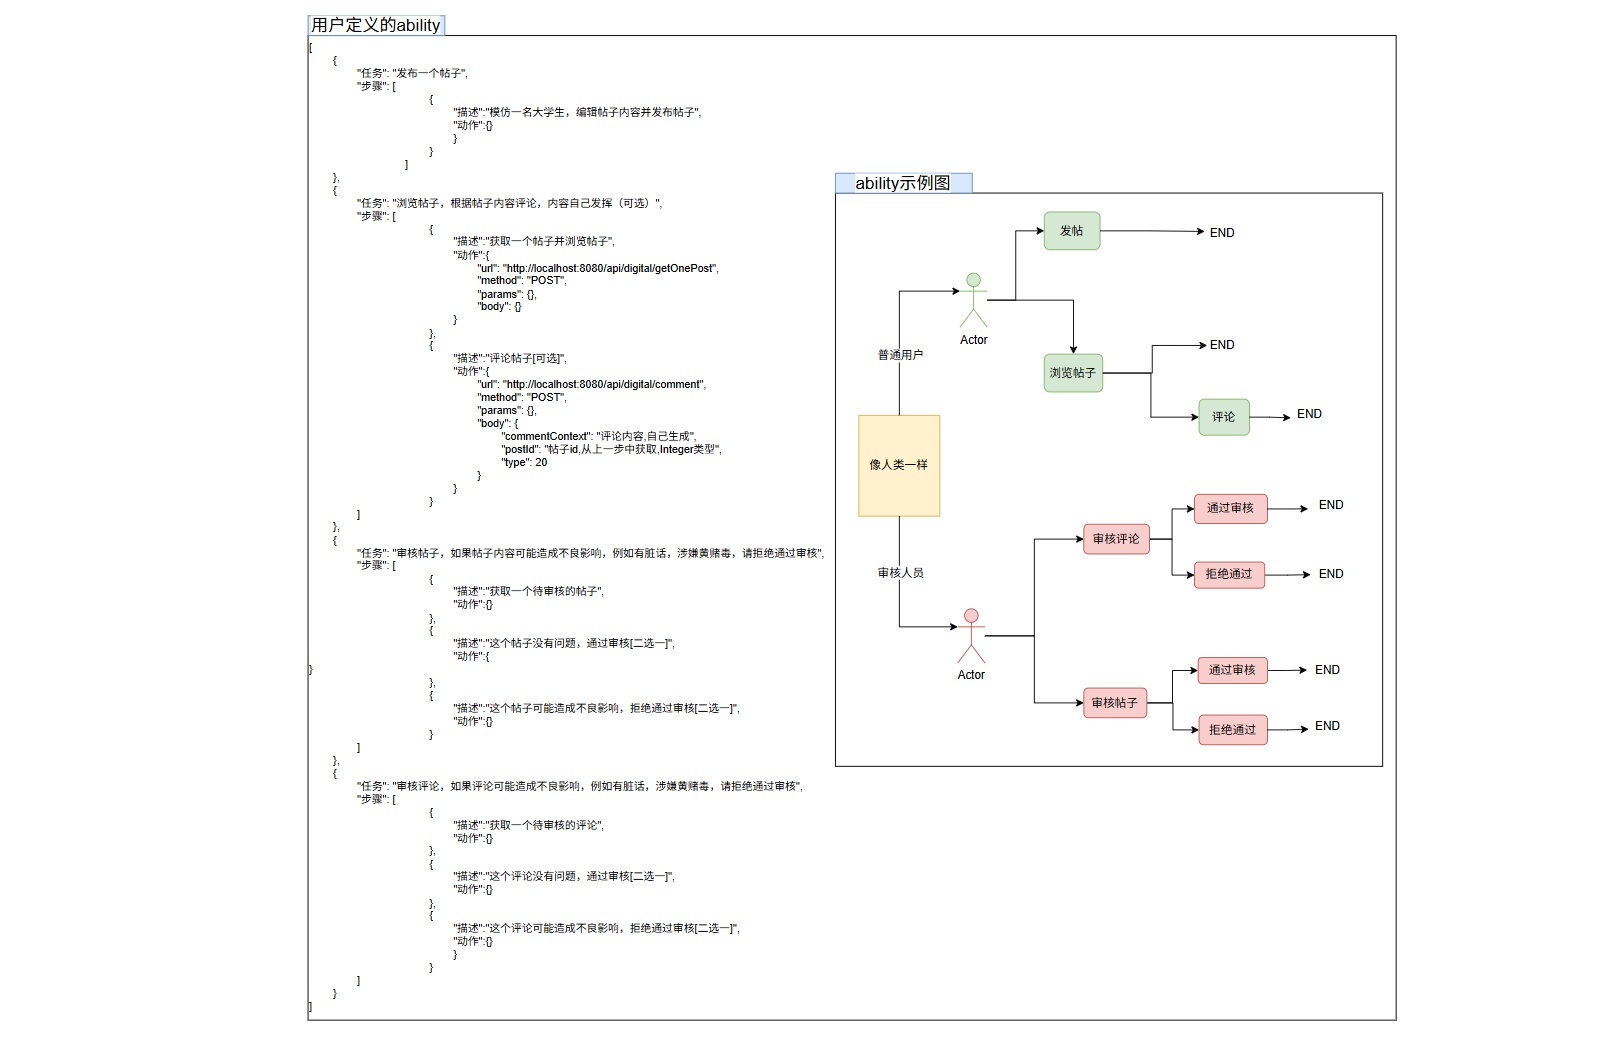 用户定义的ability
[
{
"任务": "发布一个帖子",
"步骤": [
{
"描述":"模仿一名大学生，编辑帖子内容并发布帖子",
"动作":{}
}
}
]
},
{
"任务": "浏览帖子，根据帖子内容评论，内容自己发挥（可选）",
"步骤": [
{
"描述":"获取一个帖子并浏览帖子",
"动作":{
"url": "http://localhost:8080/api/digital/getOnePost",
"method": "POST",
"params": {},
"body": {}
}
},
{
"描述":"评论帖子[可选]",
"动作":{
"url": "http://localhost:8080/api/digital/comment",
"method": "POST",
"params": {},
"body": {
"commentContext": "评论内容,自己生成",
"postId": "帖子id,从上一步中获取,Integer类型",
"type": 20
}
}
}
]
},
{
"任务": "审核帖子，如果帖子内容可能造成不良影响，例如有脏话，涉嫌黄赌毒，请拒绝通过审核",
"步骤": [
{
"描述":"获取一个待审核的帖子",
"动作":{}
},
{
"描述":"这个帖子没有问题，通过审核[二选一]",
"动作":{
}
},
{
"描述":"这个帖子可能造成不良影响，拒绝通过审核[二选一]",
"动作":{}
}
]
},
{
"任务": "审核评论，如果评论可能造成不良影响，例如有脏话，涉嫌黄赌毒，请拒绝通过审核",
"步骤": [
{
"描述":"获取一个待审核的评论",
"动作":{}
},
{
"描述":"这个评论没有问题，通过审核[二选一]",
"动作":{}
},
{
"描述":"这个评论可能造成不良影响，拒绝通过审核[二选一]",
"动作":{}
}
}
]
}
]
ability示例图
发帖
END
Actor
普通用户
END
浏览帖子
评论
END
像人类一样
通过审核
END
审核评论
拒绝通过
END
审核人员
Actor
通过审核
END
审核帖子
拒绝通过
END